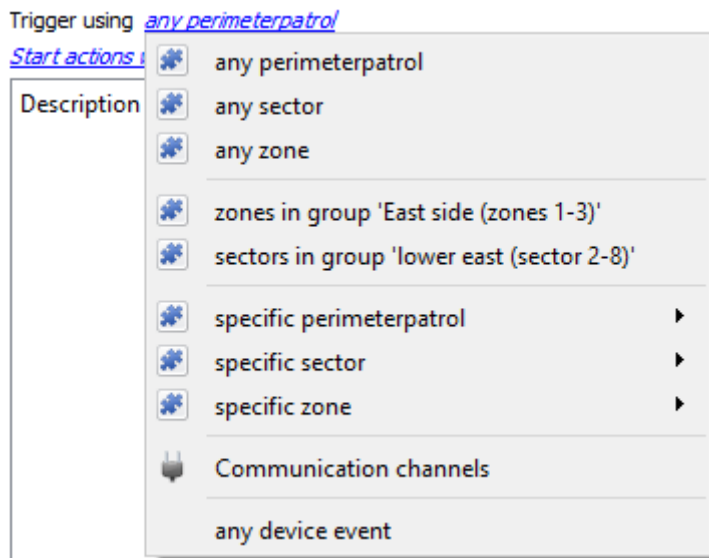 Trigger using any perimeterpatrol
Start actions
Description
any perimeterpatrol
any sector
any zone
zones in group 'East side (zones 1-3)'
sectors in group 'lower east (sector 2-8)'
specific perimeterpatrol
specific sector
specific zone
Communication channels
any device event